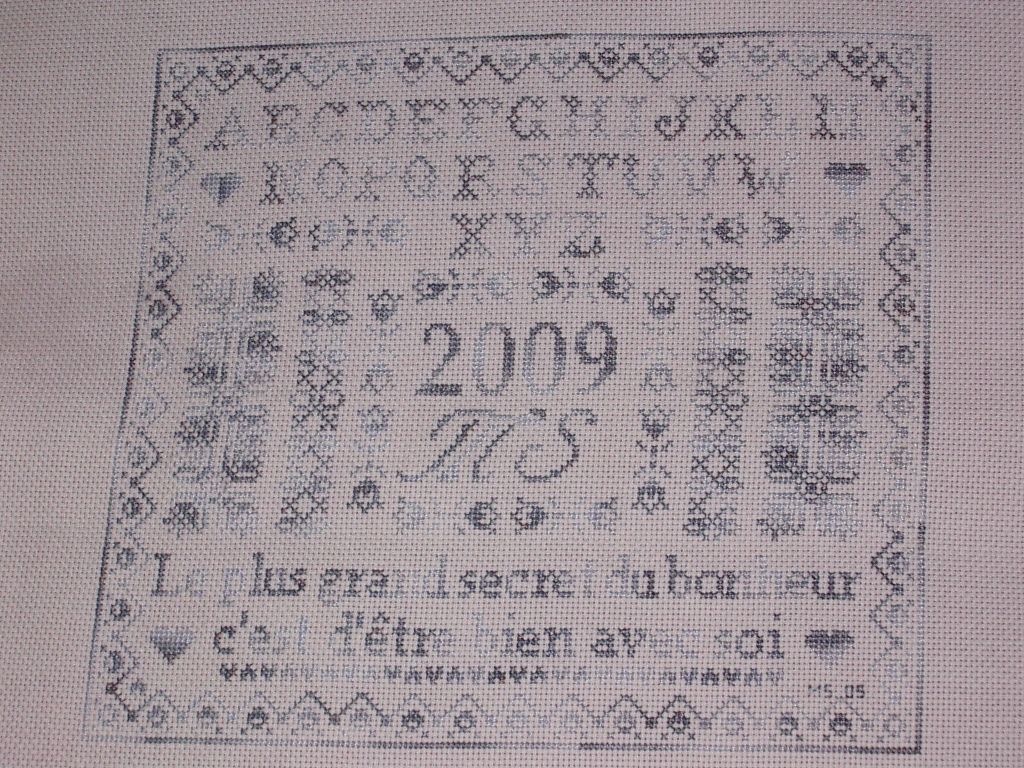 ABCDEFGHIJKLM
NOPQRSTUVW
XYZ
2009
MS
Le plus grand secret du bonheur
c'est d'être bien avec soi
MS.05